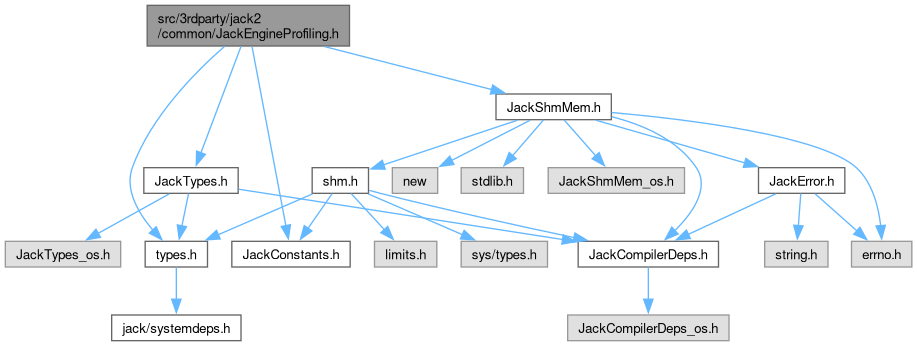 src/3rdparty/jack2
/common/JackEngineProfiling.h
JackShmMem.h
JackTypes.h
shm.h
new
stdlib.h
JackShmMem_os.h
JackError.h
JackTypes_os.h
types.h
JackConstants.h
limits.h
sys/types.h
JackCompilerDeps.h
string.h
errno.h
jack/systemdeps.h
JackCompilerDeps_os.h